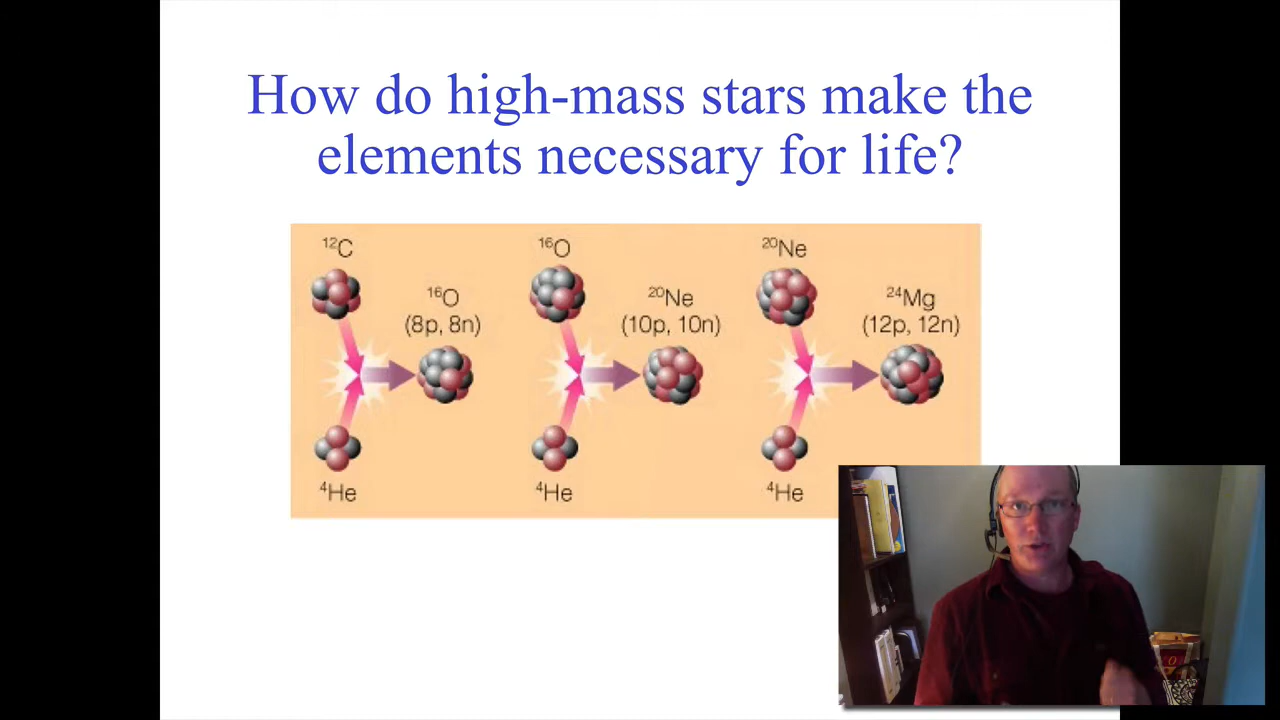 How do high-mass stars make the
elements necessary for life?
¹²C
¹⁶O
(8p, 8n)
⁴He
¹⁶O
²⁰Ne
(10p, 10n)
⁴He
²⁰Ne
²⁴Mg
(12p, 12n)
⁴He